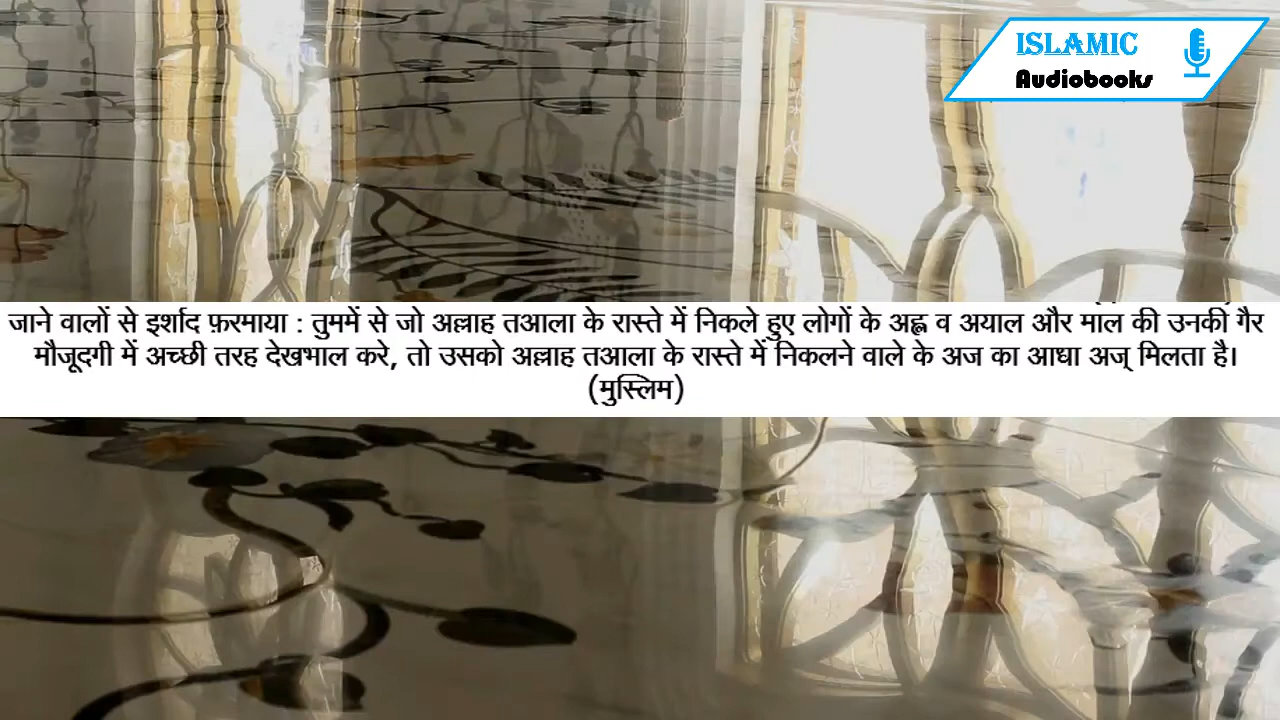 ISLAMIC
Audiobooks
जाने वालों से इर्शाद फ़रमाया : तुममें से जो अल्लाह तआला के रास्ते में निकले हुए लोगों के अह्ल व अयाल और माल की उनकी गैर
मौजूदगी में अच्छी तरह देखभाल करे, तो उसको अल्लाह तआला के रास्ते में निकलने वाले के अज का आधा अज् मिलता है।
(मुस्लिम)